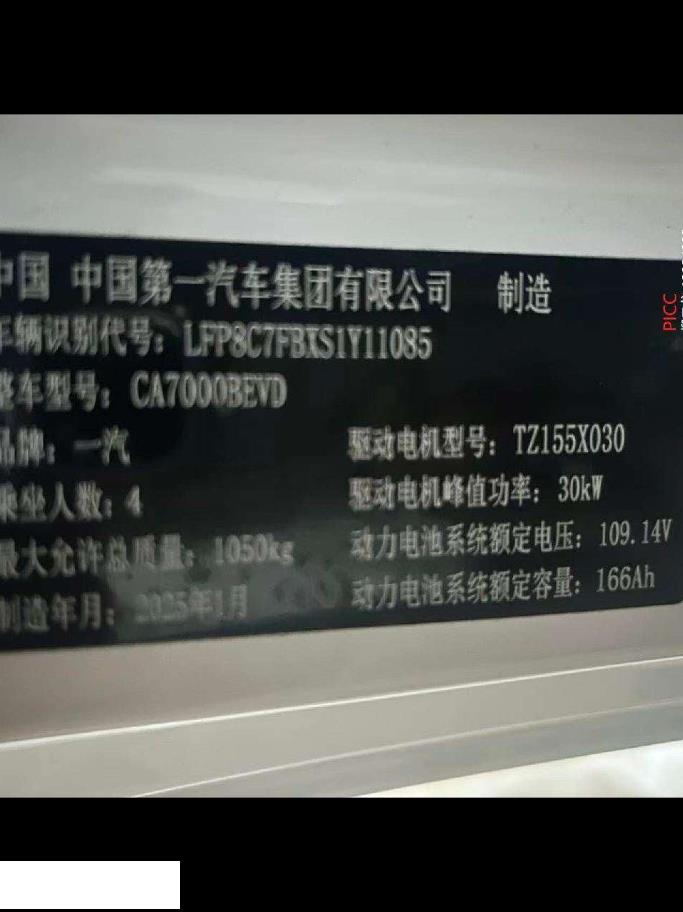 中国 中国第一汽车集团有限公司 制造
车辆识别代号: LFP8C7FBXS1Y11085
整车型号: CA7000BEVD
品牌: 一汽 驱动电机型号: TZ155X030
乘坐人数: 4 驱动电机峰值功率: 30kW
最大允许总质量: 1050kg 动力电池系统额定电压: 109.14V
制造年月: 2025年1月 动力电池系统额定容量: 166Ah
PICC